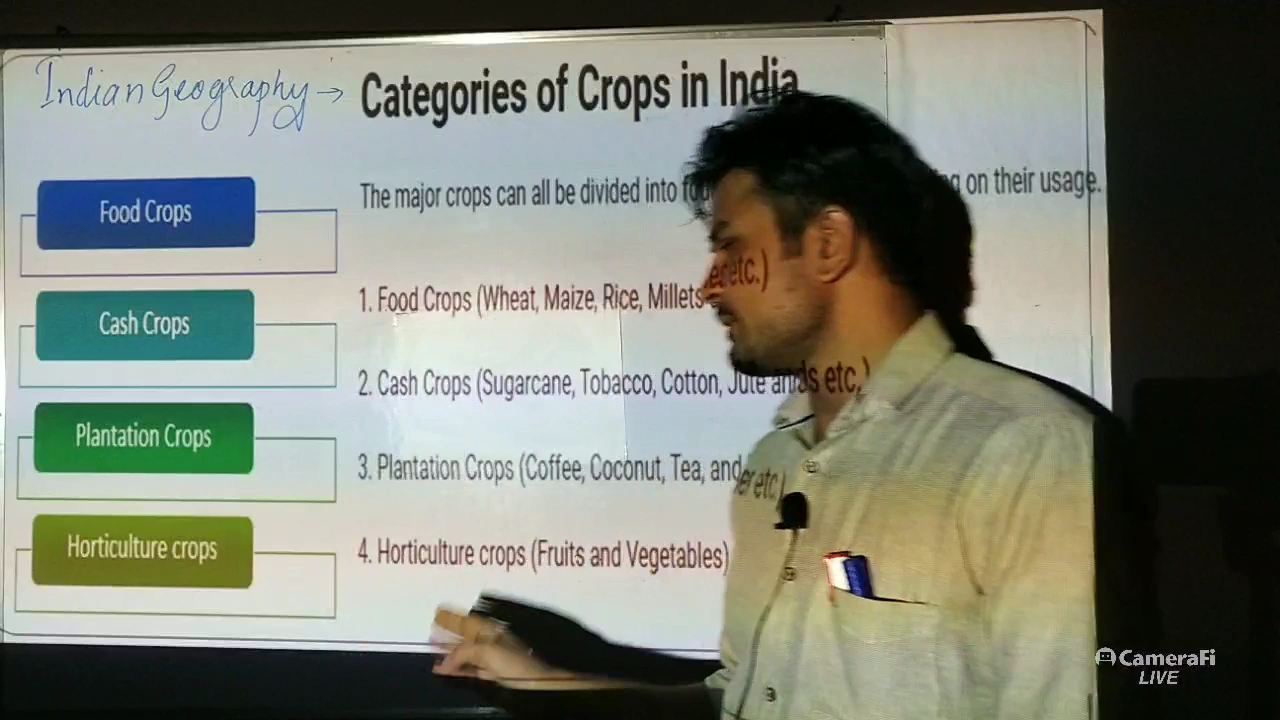 Indian Geography → Categories of Crops in India
The major crops can all be divided into on their usage.
Food Crops
1. Food Crops (Wheat, Maize, Rice, Millets etc.)
Cash Crops
2. Cash Crops (Sugarcane, Tobacco, Cotton, Jute and etc.)
Plantation Crops
3. Plantation Crops (Coffee, Coconut, Tea, and etc.)
Horticulture crops
4. Horticulture crops (Fruits and Vegetables)
CameraFi
LIVE